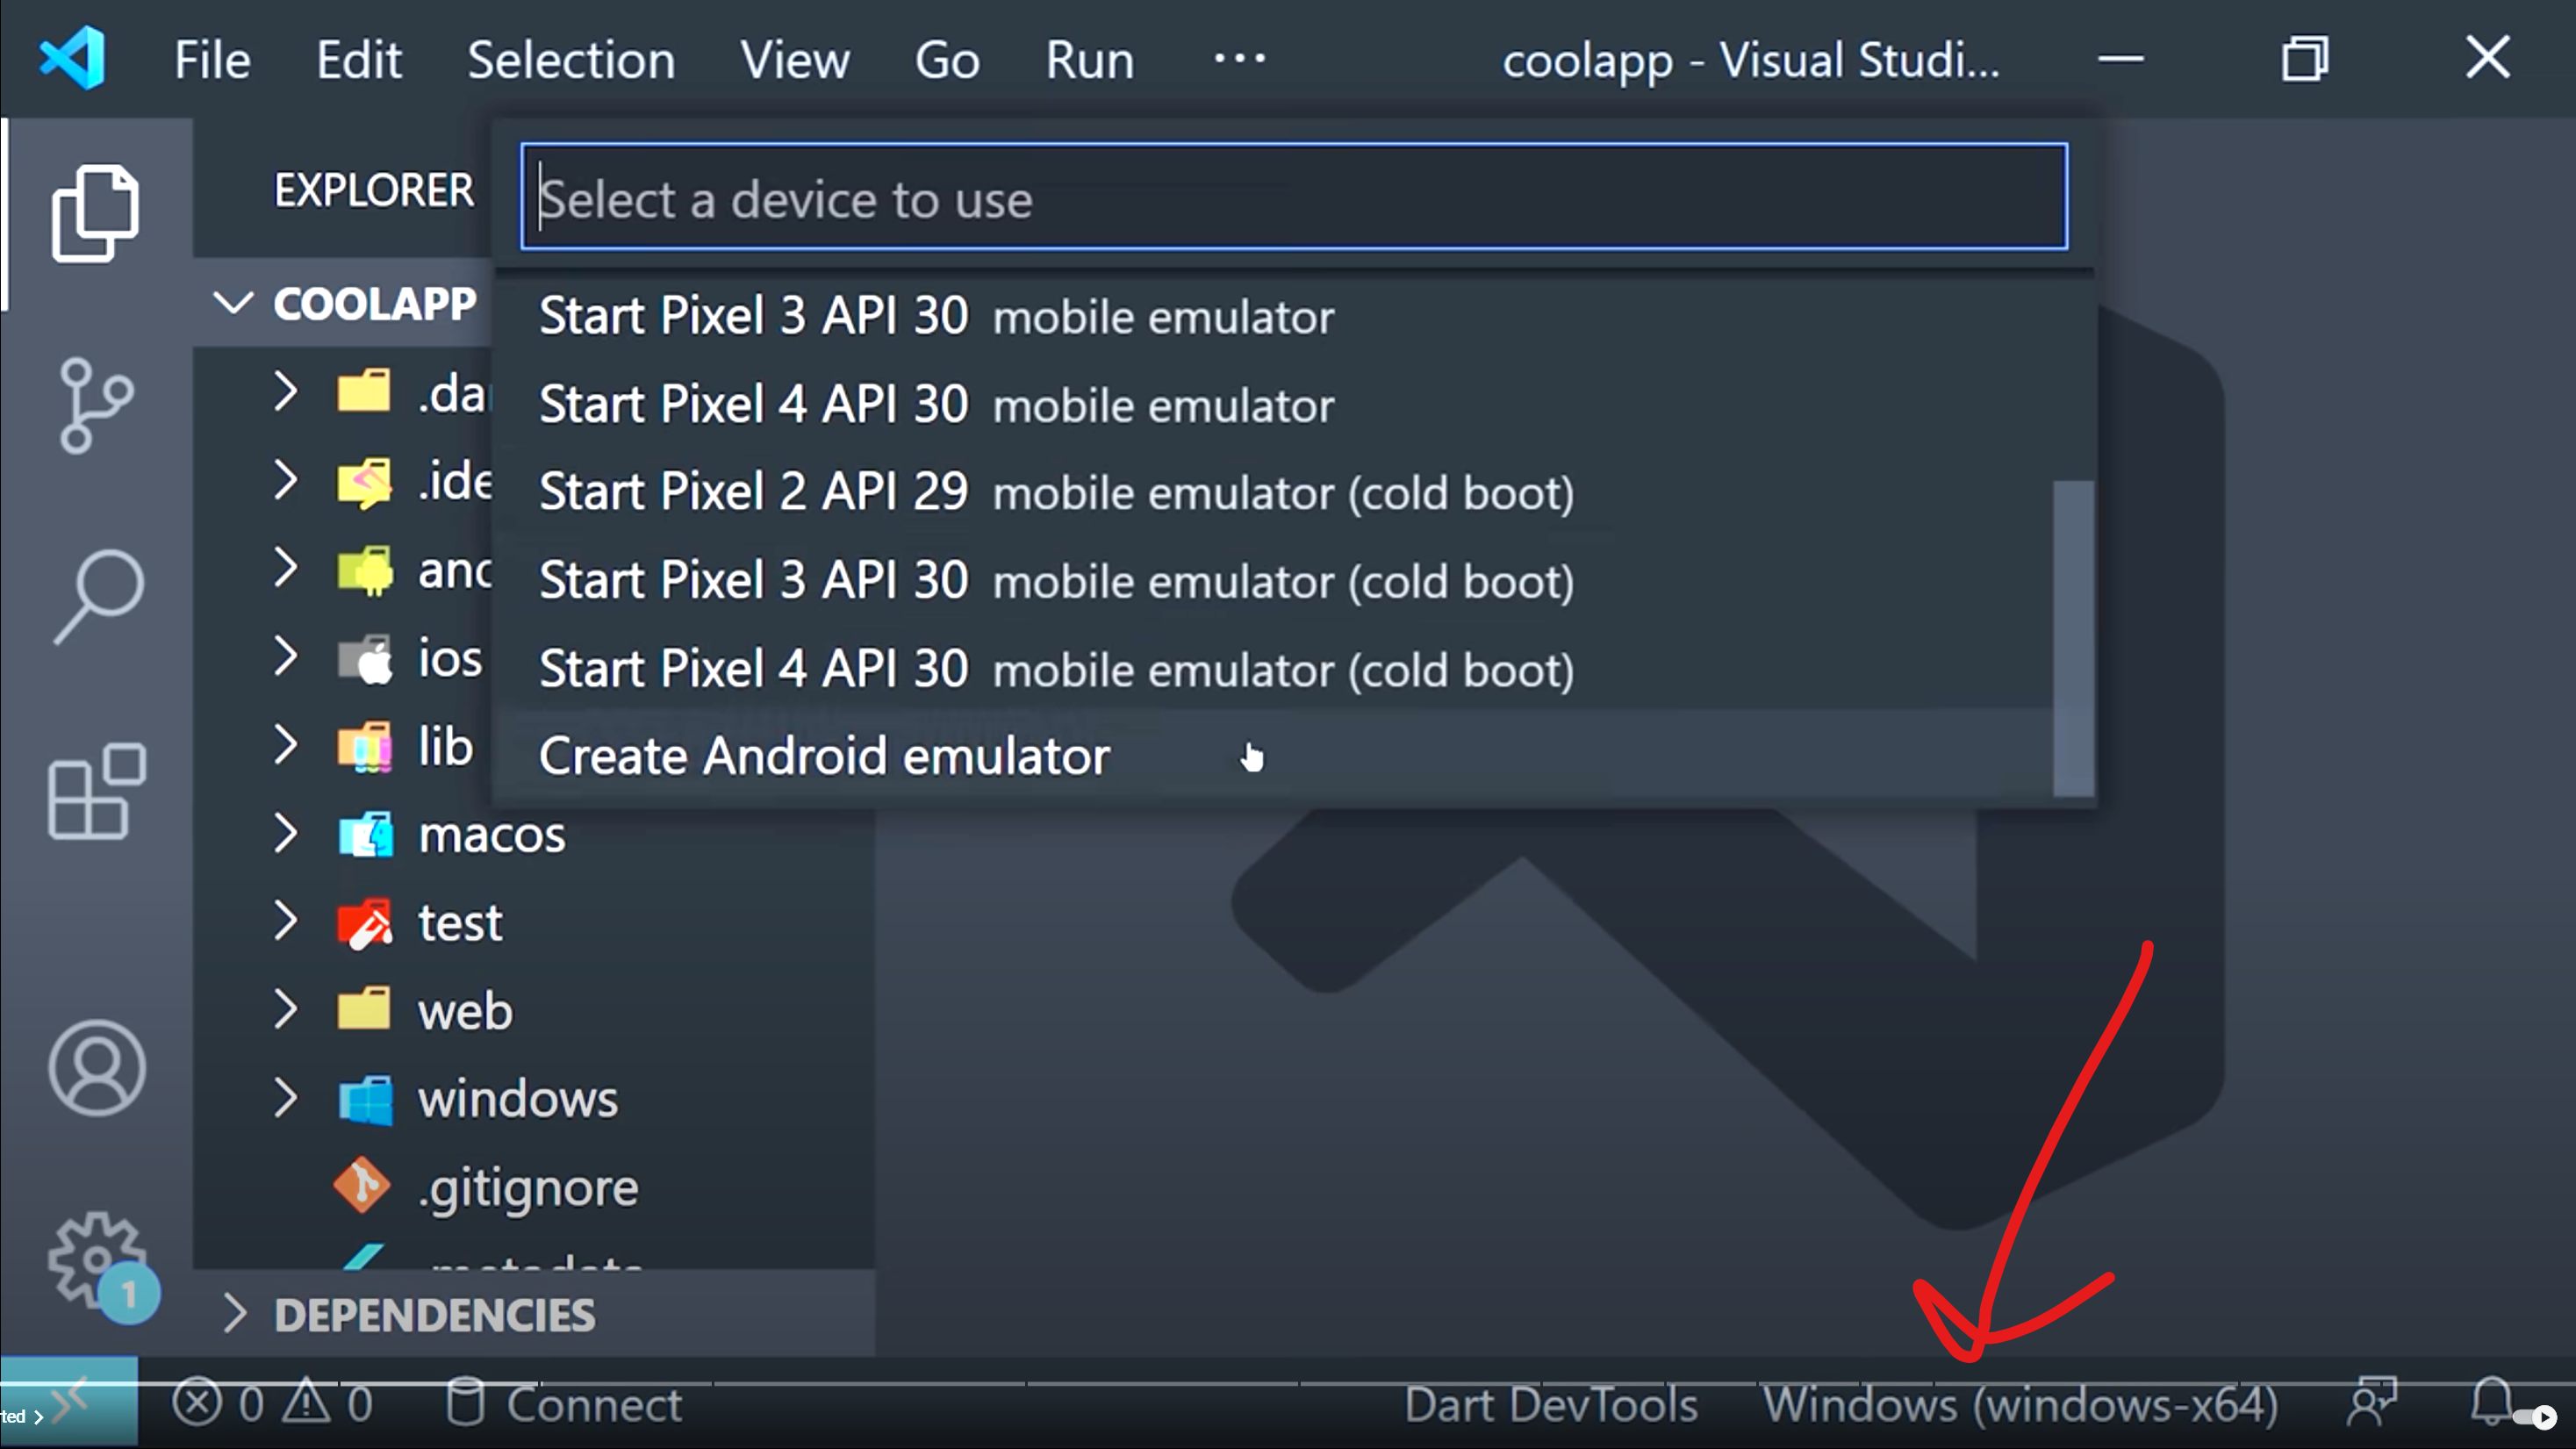 File Edit Selection View Go Run ··· coolapp - Visual Studi...
EXPLORER
Select a device to use
COOLAPP
Start Pixel 3 API 30 mobile emulator
.da
Start Pixel 4 API 30 mobile emulator
.ide
Start Pixel 2 API 29 mobile emulator (cold boot)
and
Start Pixel 3 API 30 mobile emulator (cold boot)
ios
Start Pixel 4 API 30 mobile emulator (cold boot)
lib
Create Android emulator
macos
test
web
windows
.gitignore
.metadata
1
DEPENDENCIES
0 0 Connect Dart DevTools Windows (windows-x64)
rted